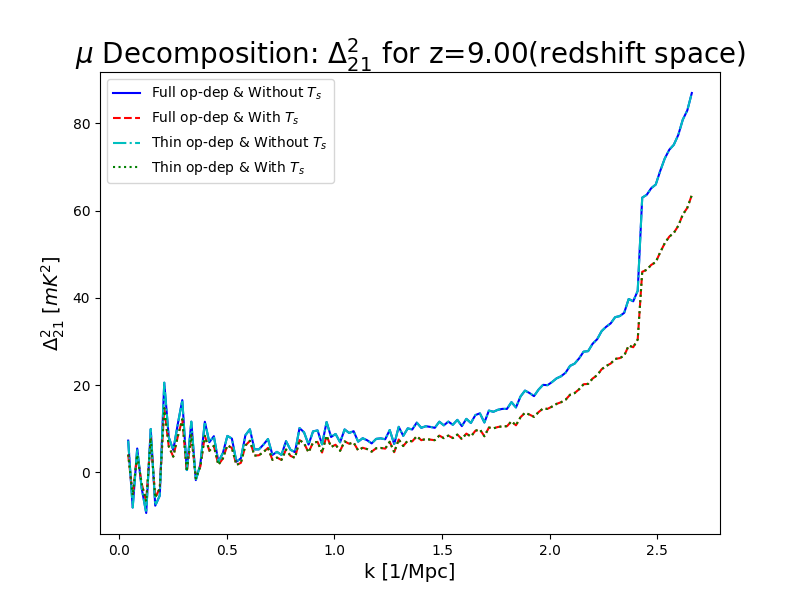 μ Decomposition: Δ²₂₁ for z=9.00(redshift space)
Full op-dep & Without Tₛ
Full op-dep & With Tₛ
Thin op-dep & Without Tₛ
Thin op-dep & With Tₛ
80
60
40
20
0
Δ²₂₁ [mK²]
0.0 0.5 1.0 1.5 2.0 2.5
k [1/Mpc]